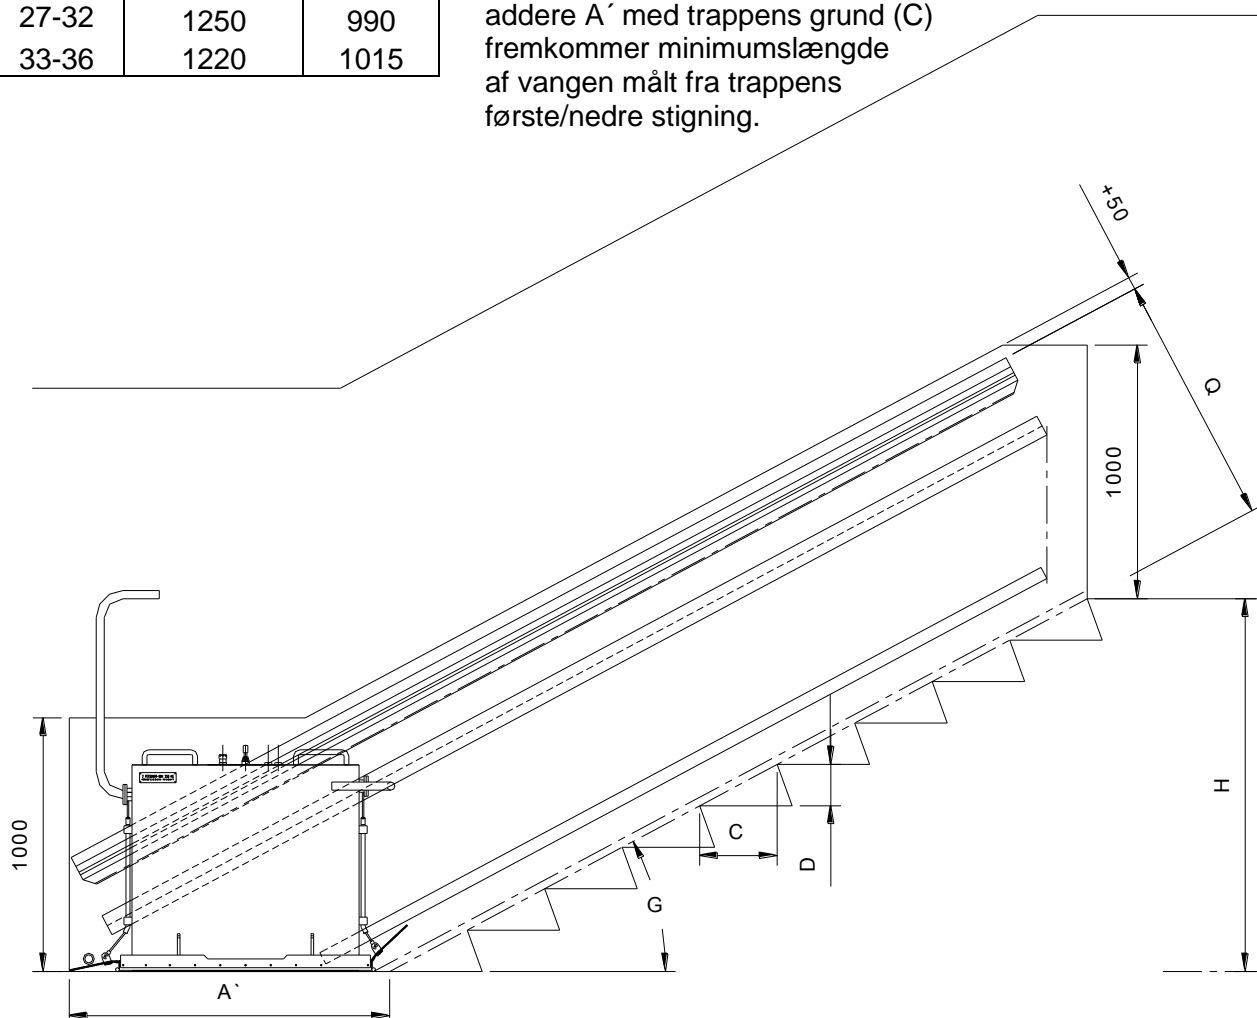 27-32 1250 990
33-36 1220 1015
addere A´ med trappens grund (C)
fremkommer minimumslængde
af vangen målt fra trappens
første/nedre stigning.
+50
Q
1000
1000
H
C
D
G
A`